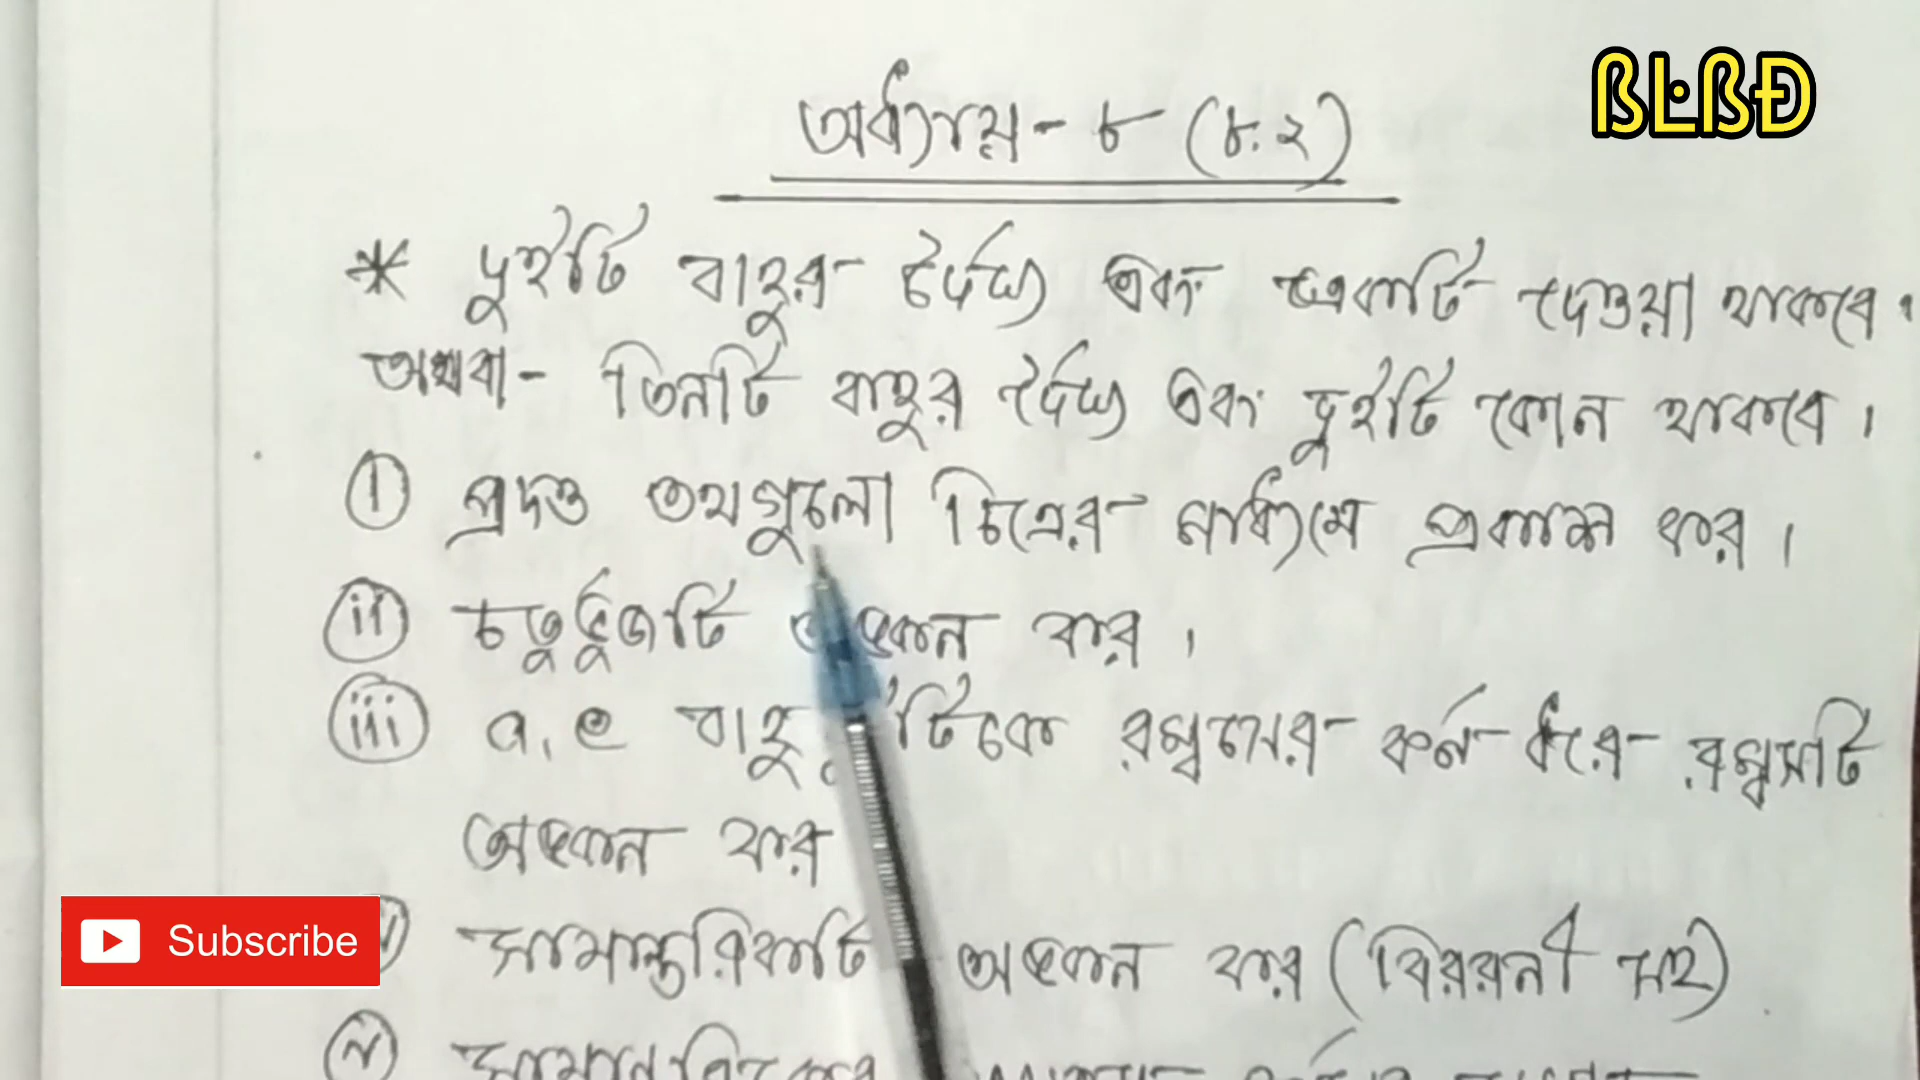 BŁBĐ
অধ্যায় - ৮ (৮.২)
* দুইটি বাহুর দৈর্ঘ্য এবং একটি দেওয়া থাকবে।
অথবা - তিনটি বাহুর দৈর্ঘ্য এবং দুইটি কোন থাকবে।
(i) প্রদত্ত তথ্যগুলো চিত্রের মাধ্যমে প্রকাশ কর।
(ii) চতুর্ভুজটি অঙ্কন কর।
(iii) a, e বাহু টিকে রম্বসের কর্ন ধরে রম্বসটি
অঙ্কন কর
সামান্তরিকটি অঙ্কন কর (বিবরনী সহ)
Subscribe